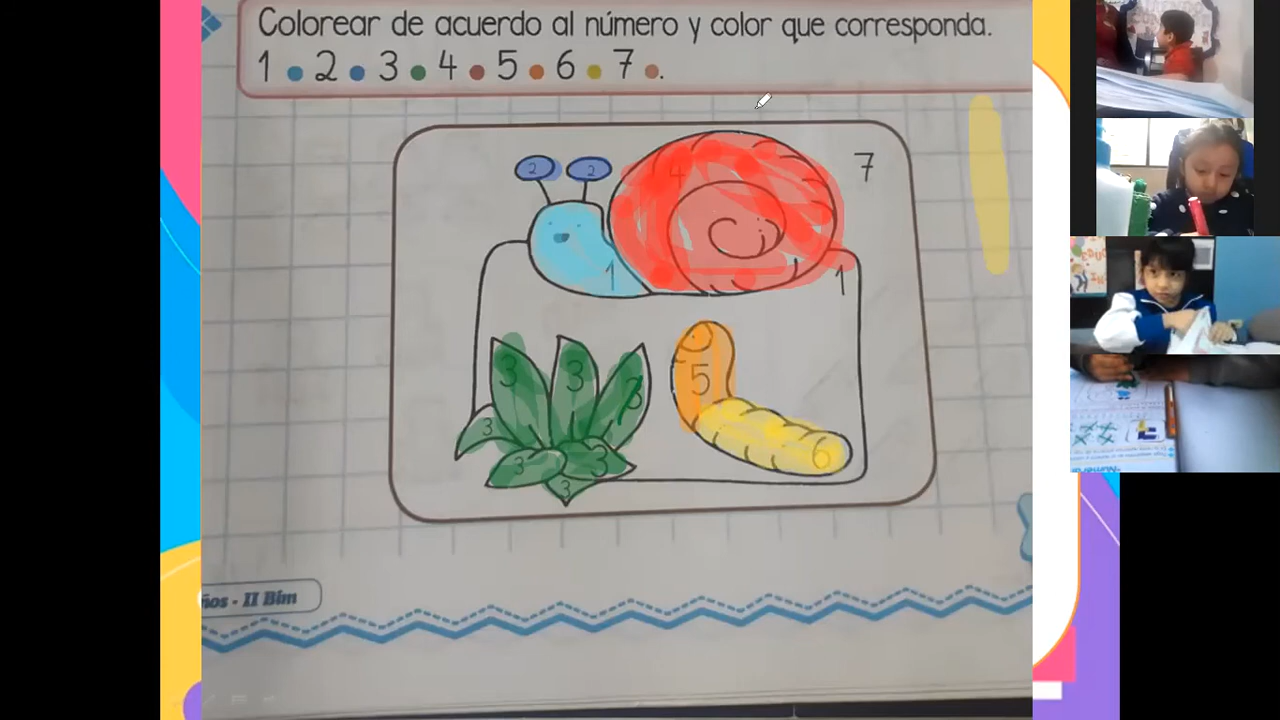 Colorear de acuerdo al número y color que corresponda.
1 2 3 4 5 6 7 .
2 2 4 7
1 1
3 3 3 5
3 6
3 3
3
ños - II Bim